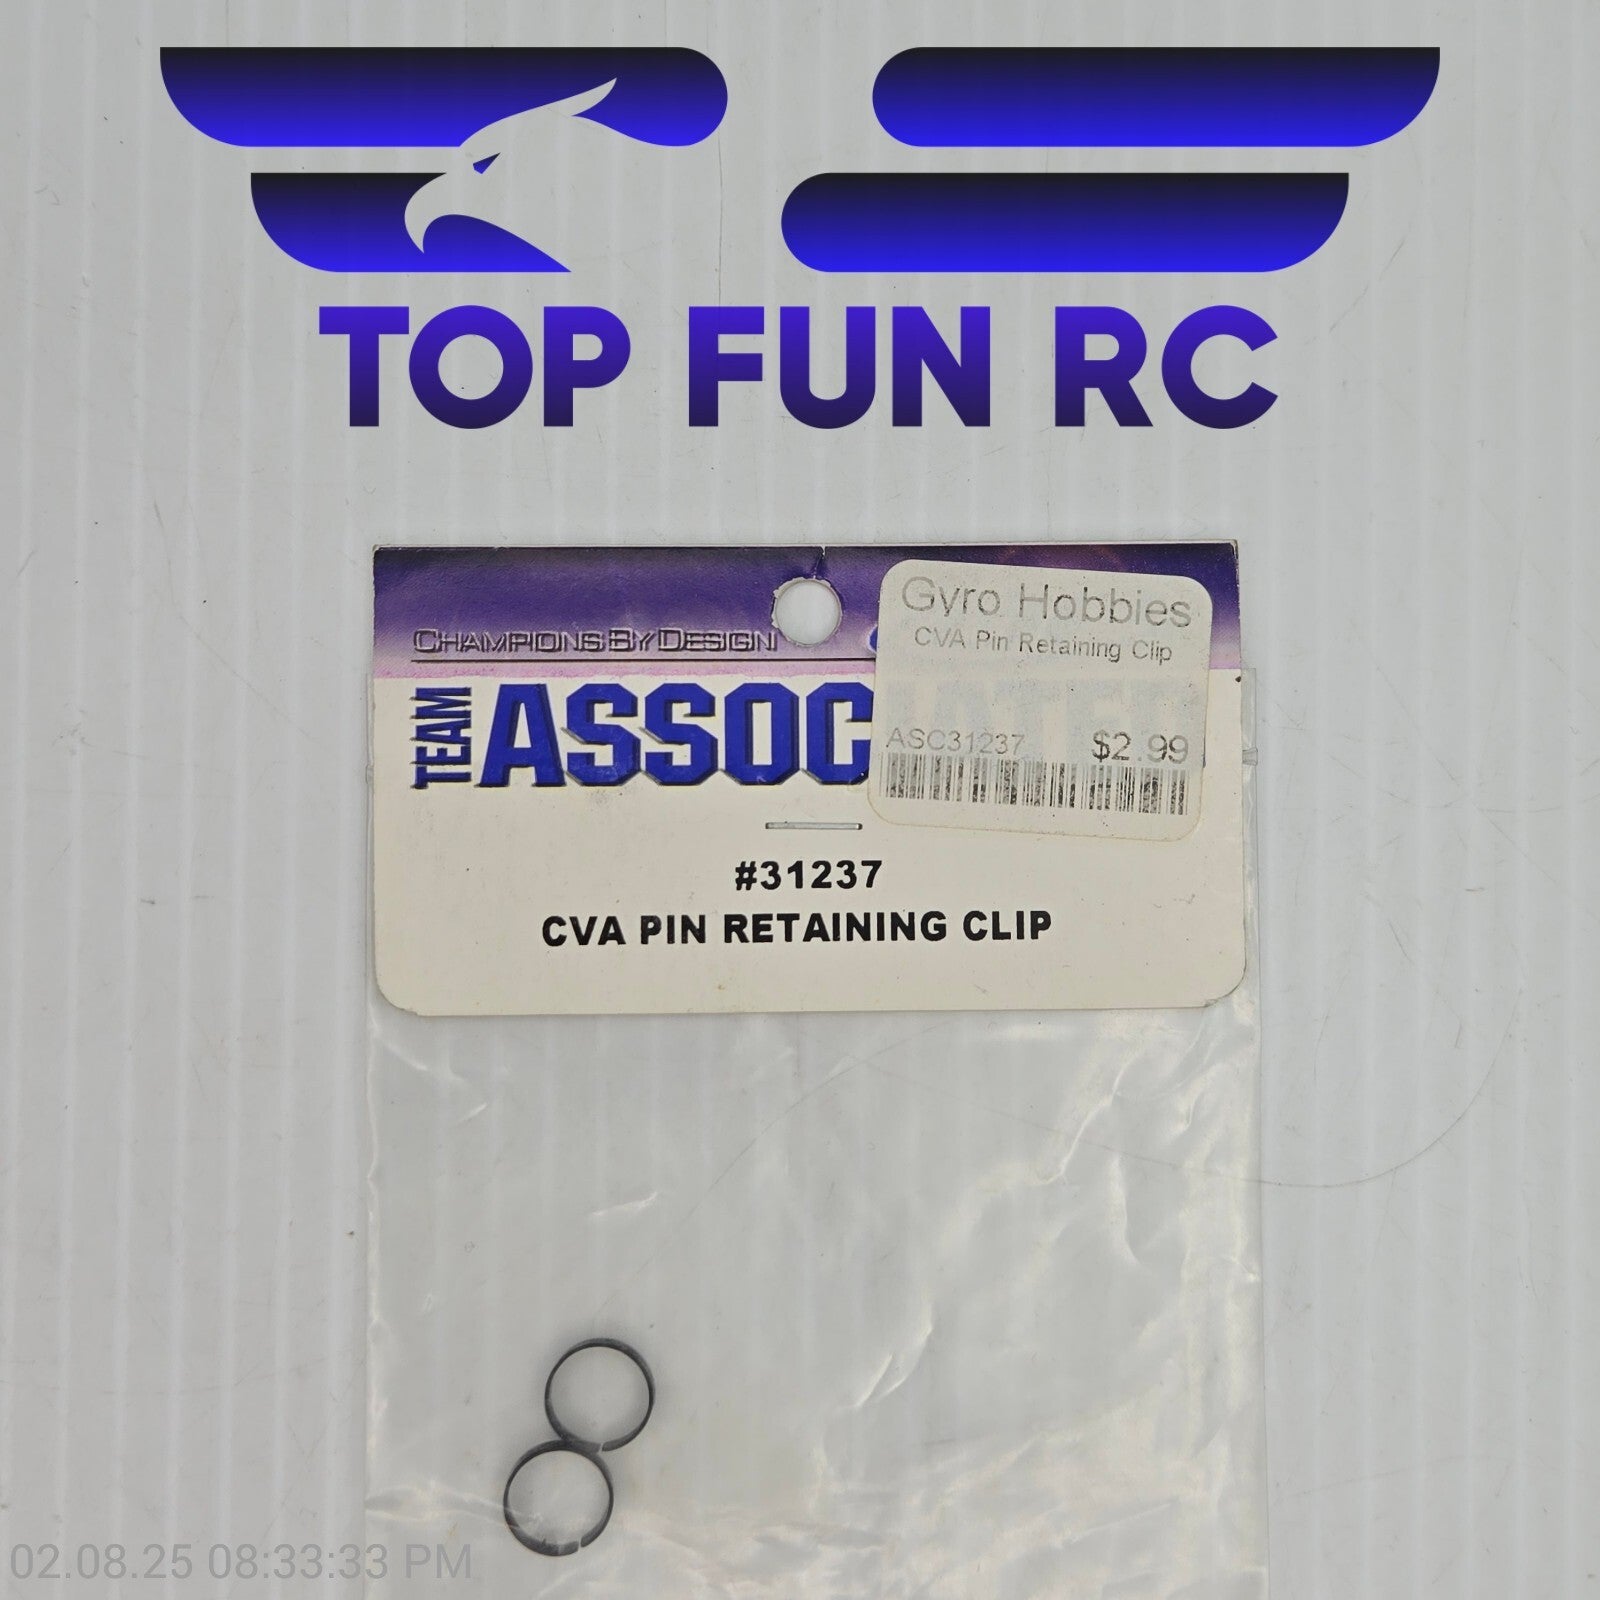 TOP FUN RC
CHAMPIONS BY DESIGN
TEAM
ASSOC
Gyro Hobbies
CVA Pin Retaining Clip
ASC31237 $2.99
#31237
CVA PIN RETAINING CLIP
02.08.25 08:33:33 PM